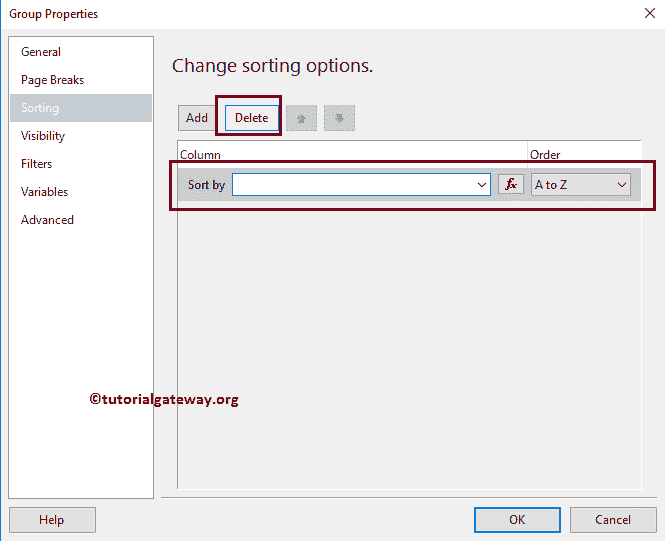 Group Properties
General
Page Breaks
Sorting
Visibility
Filters
Variables
Advanced
Change sorting options.
Add Delete
Column Order
Sort by fx A to Z
©tutorialgateway.org
Help OK Cancel